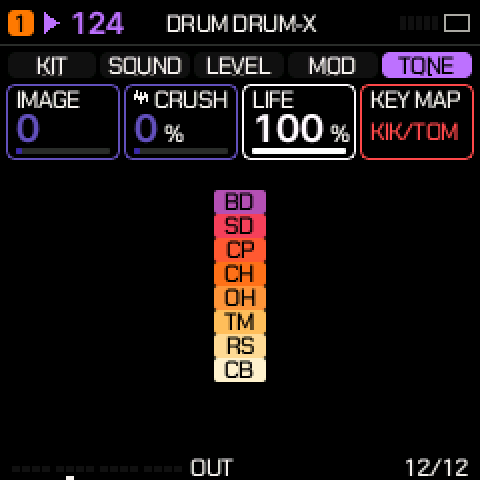 1 124 DRUM DRUM-X
KIT SOUND LEVEL MOD TONE
IMAGE CRUSH LIFE KEY MAP
0 0 % 100 % KIK/TOM
BD
SD
CP
CH
OH
TM
RS
CB
OUT 12/12